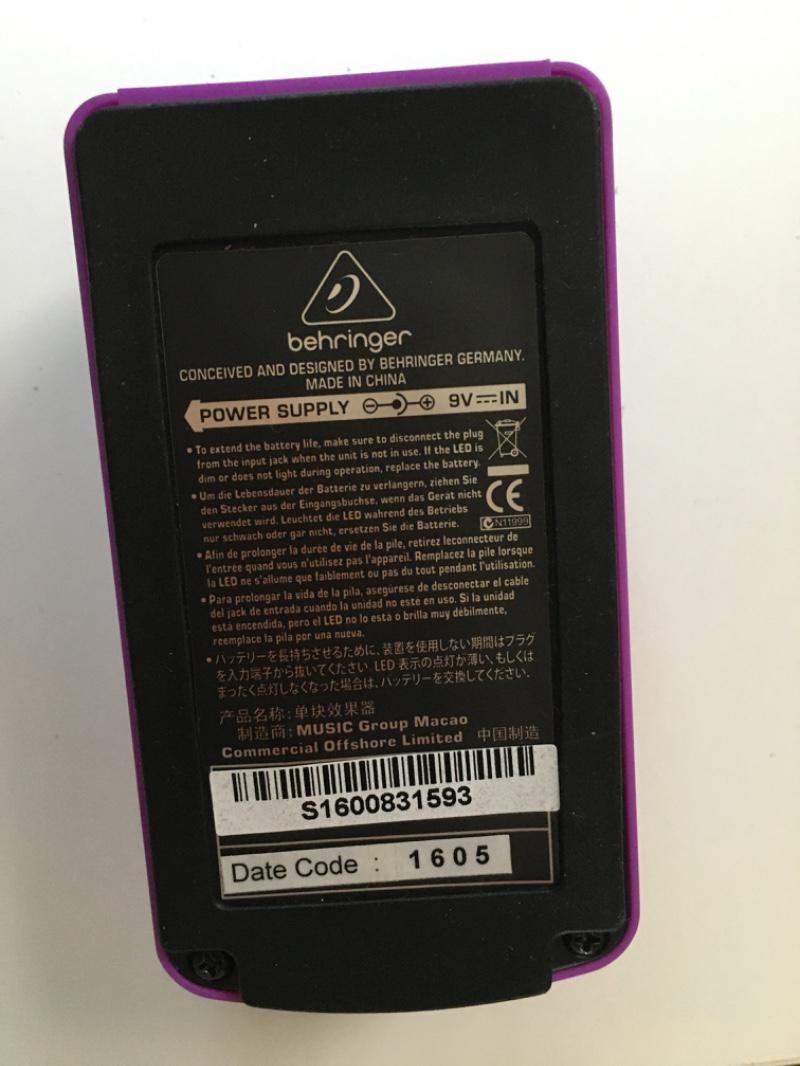 behringer
CONCEIVED AND DESIGNED BY BEHRINGER GERMANY.
MADE IN CHINA
POWER SUPPLY 9V IN
• To extend the battery life, make sure to disconnect the plug
from the input jack when the unit is not in use. If the LED is
dim or does not light during operation, replace the battery.
• Um die Lebensdauer der Batterie zu verlangern, ziehen Sie
den Stecker aus der Eingangsbuchse, wenn das Gerät nicht
verwendet wird. Leuchtet die LED wahrend des Betriebs
nur schwach oder gar nicht, ersetzen Sie die Batterie.
CE
N11999
• Afin de prolonger la durée de vie de la pile, retirez leconnecteur de
l'entrée quand vous n'utilisez pas l'appareil. Remplacez la pile lorsque
la LED ne s'allume que faiblement ou pas du tout pendant l'utilisation.
• Para prolongar la vida de la pila, asegúrese de desconectar el cable
del jack de entrada cuando la unidad no este en uso. Si la unidad
está encendida, pero el LED no lo esta o brilla muy débilmente,
reemplace la pila por una nueva.
• バッテリーを長持ちさせるために、装置を使用しない期間はプラグ
を入力端子から抜いてください. LED 表示の点灯が薄い、もしくは
まったく点灯しなくなった場合は、バッテリーを交換してください.
产品名称: 单块效果器
制造商: MUSIC Group Macao
Commercial Offshore Limited 中国制造
S1600831593
Date Code : 1605